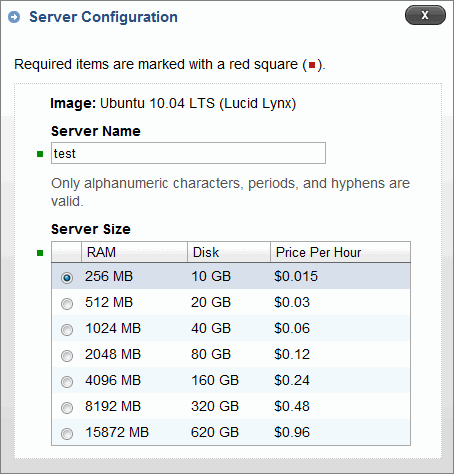 Server Configuration
X
Required items are marked with a red square ( ).
Image: Ubuntu 10.04 LTS (Lucid Lynx)
Server Name
test
Only alphanumeric characters, periods, and hyphens are
valid.
Server Size
RAM Disk Price Per Hour
256 MB 10 GB $0.015
512 MB 20 GB $0.03
1024 MB 40 GB $0.06
2048 MB 80 GB $0.12
4096 MB 160 GB $0.24
8192 MB 320 GB $0.48
15872 MB 620 GB $0.96